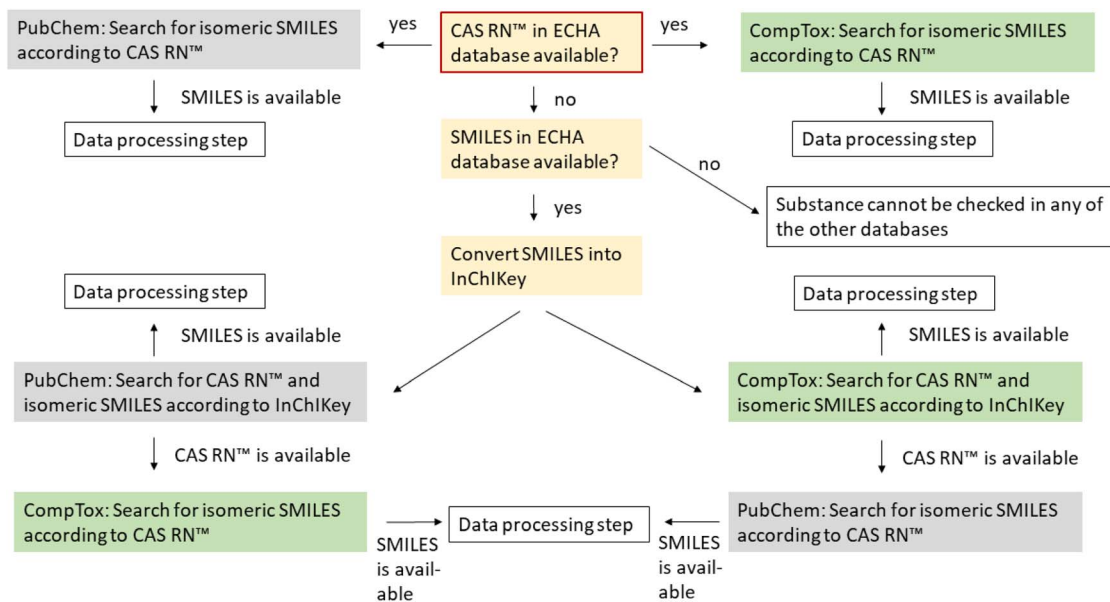 PubChem: Search for isomeric SMILES
according to CAS RN™
yes
CAS RN™ in ECHA
database available?
yes
CompTox: Search for isomeric SMILES
according to CAS RN™
SMILES is available
no
SMILES is available
Data processing step
SMILES in ECHA
database available?
Data processing step
no
Substance cannot be checked in any of
the other databases
yes
Convert SMILES into
InChIKey
Data processing step
Data processing step
SMILES is available
SMILES is available
PubChem: Search for CAS RN™ and
isomeric SMILES according to InChIKey
CompTox: Search for CAS RN™ and
isomeric SMILES according to InChIKey
CAS RN™ is available
CAS RN™ is available
CompTox: Search for isomeric SMILES
according to CAS RN™
Data processing step
PubChem: Search for isomeric SMILES
according to CAS RN™
SMILES
is avail-
able
SMILES
is avail-
able